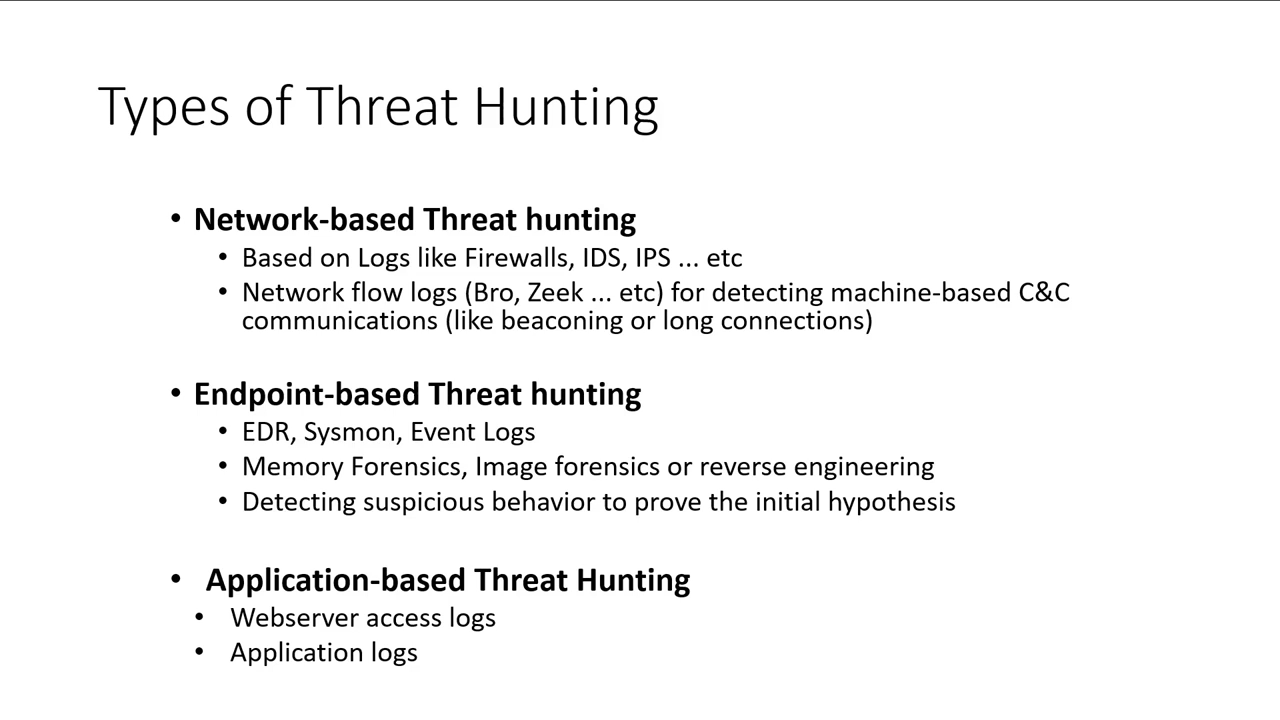 Types of Threat Hunting
• Network-based Threat hunting
• Based on Logs like Firewalls, IDS, IPS ... etc
• Network flow logs (Bro, Zeek ... etc) for detecting machine-based C&C
communications (like beaconing or long connections)
• Endpoint-based Threat hunting
• EDR, Sysmon, Event Logs
• Memory Forensics, Image forensics or reverse engineering
• Detecting suspicious behavior to prove the initial hypothesis
• Application-based Threat Hunting
• Webserver access logs
• Application logs